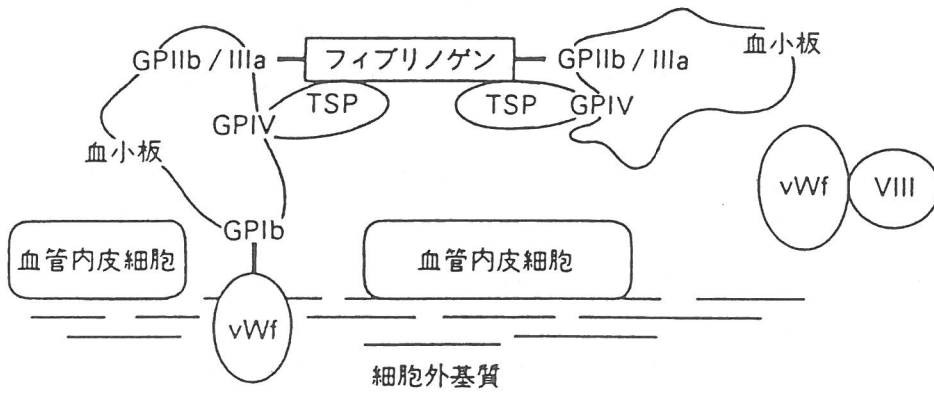 血小板
GPIIb / IIIa
フィブリノゲン
GPIIb / IIIa
TSP
TSP
GPIV
GPIV
血小板
vWf
VIII
GPIb
血管内皮細胞
血管内皮細胞
vWf
細胞外基質